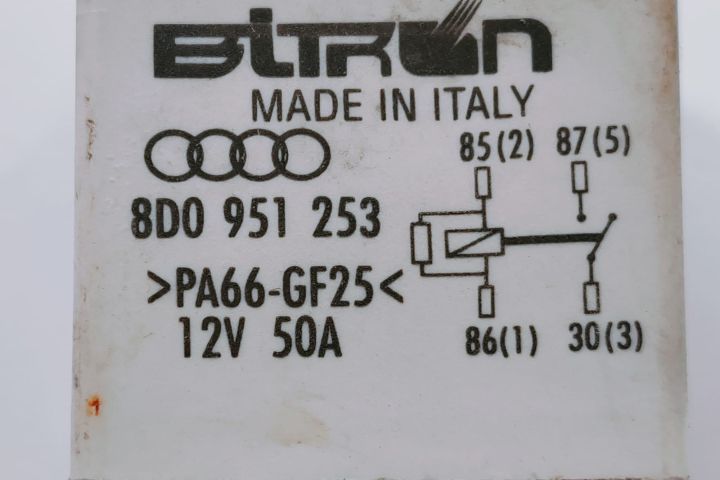 BITRON
MADE IN ITALY
8D0 951 253
>PA66-GF25<
12V 50A
85(2) 87(5)
86(1) 30(3)